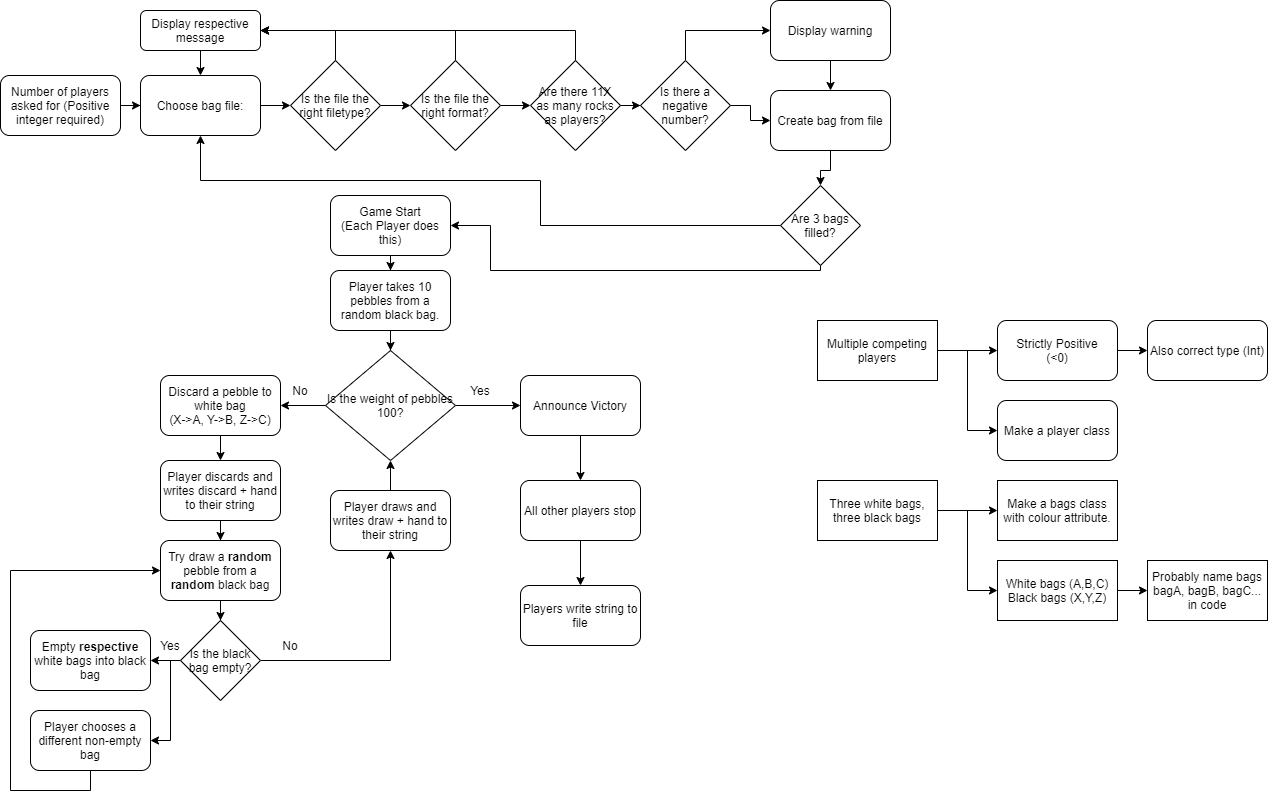 Display respective
message
Display warning
Number of players
asked for (Positive
integer required)
Choose bag file:
Is the file the
right filetype?
Is the file the
right format?
Are there 11X
as many rocks
as players?
Is there a
negative
number?
Create bag from file
Are 3 bags
filled?
Game Start
(Each Player does
this)
Player takes 10
pebbles from a
random black bag.
Is the weight of pebbles
100?
No
Yes
Discard a pebble to
white bag
(X->A, Y->B, Z->C)
Announce Victory
Player discards and
writes discard + hand
to their string
Player draws and
writes draw + hand to
their string
All other players stop
Try draw a random
pebble from a
random black bag
Players write string to
file
Is the black
bag empty?
Yes
No
Empty respective
white bags into black
bag
Player chooses a
different non-empty
bag
Multiple competing
players
Strictly Positive
(<0)
Also correct type (Int)
Make a player class
Three white bags,
three black bags
Make a bags class
with colour attribute.
White bags (A,B,C)
Black bags (X,Y,Z)
Probably name bags
bagA, bagB, bagC...
in code